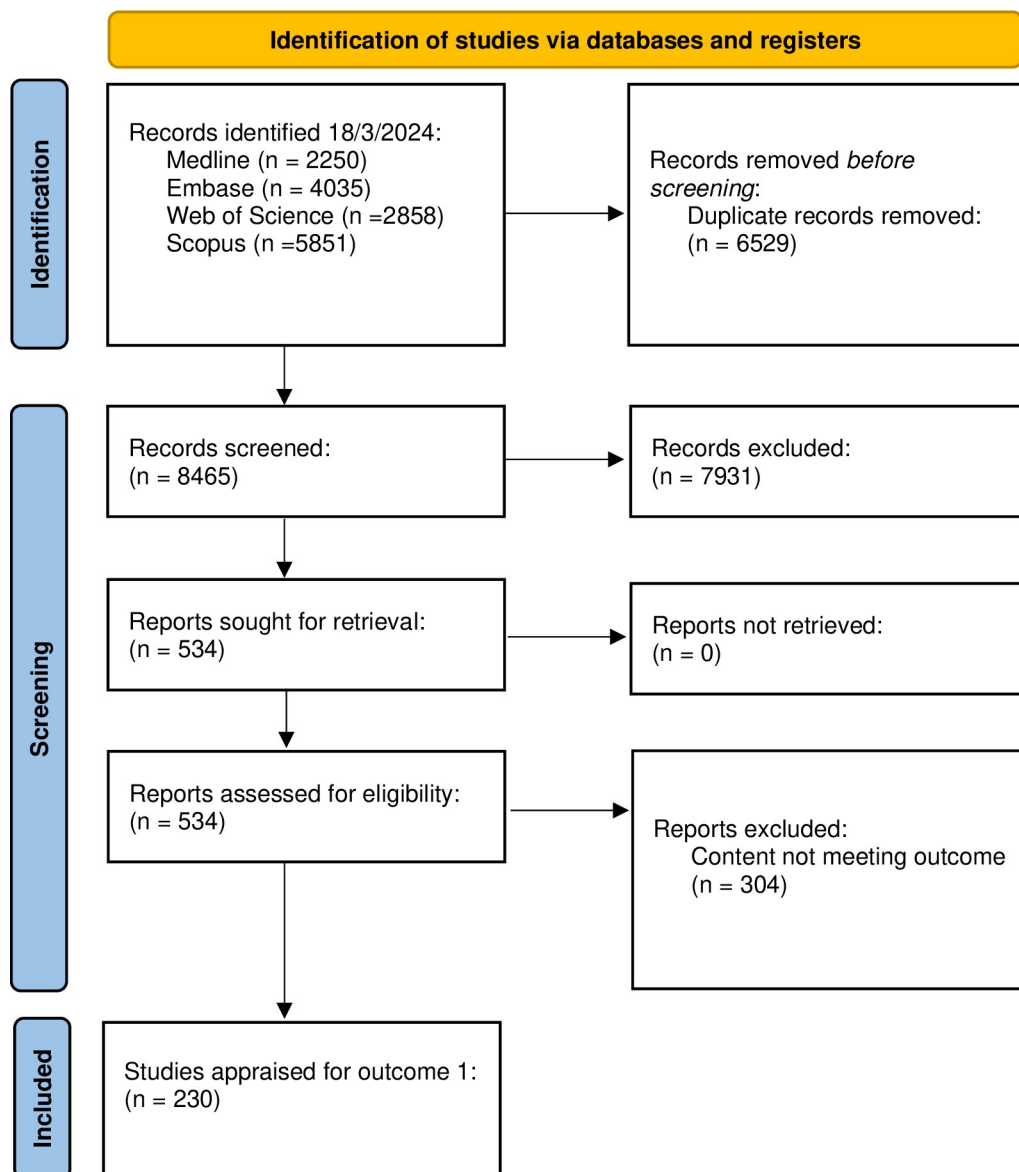 Identification of studies via databases and registers
Identification
Records identified 18/3/2024:
Medline (n = 2250)
Embase (n = 4035)
Web of Science (n =2858)
Scopus (n =5851)
Records removed before
screening:
Duplicate records removed:
(n = 6529)
Screening
Records screened:
(n = 8465)
Records excluded:
(n = 7931)
Reports sought for retrieval:
(n = 534)
Reports not retrieved:
(n = 0)
Reports assessed for eligibility:
(n = 534)
Reports excluded:
Content not meeting outcome
(n = 304)
Included
Studies appraised for outcome 1:
(n = 230)